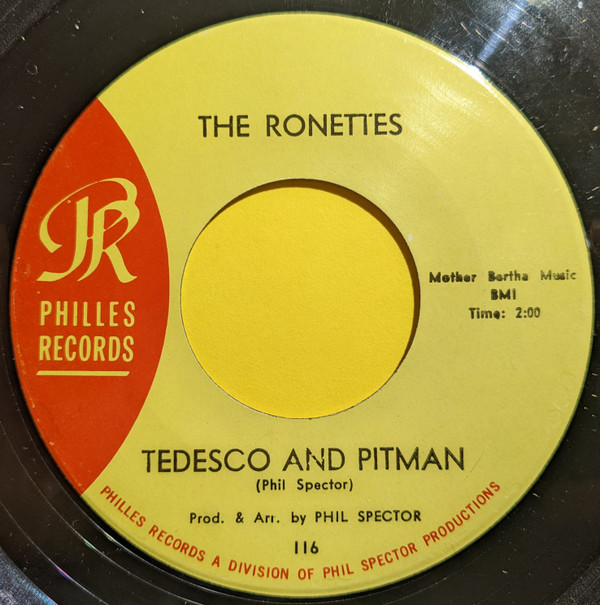 THE RONETTES
PR
PHILLES
RECORDS
Mother Bertha Music
BMI
Time: 2:00
TEDESCO AND PITMAN
(Phil Spector)
Prod. & Arr. by PHIL SPECTOR
116
PHILLES RECORDS A DIVISION OF PHIL SPECTOR PRODUCTIONS